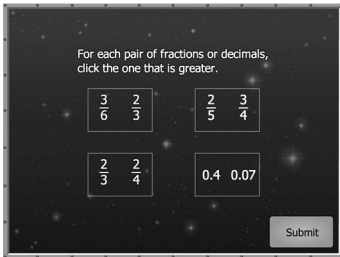 For each pair of fractions or decimals,
click the one that is greater.
3/6 2/3
2/5 3/4
2/3 2/4
0.4 0.07
Submit